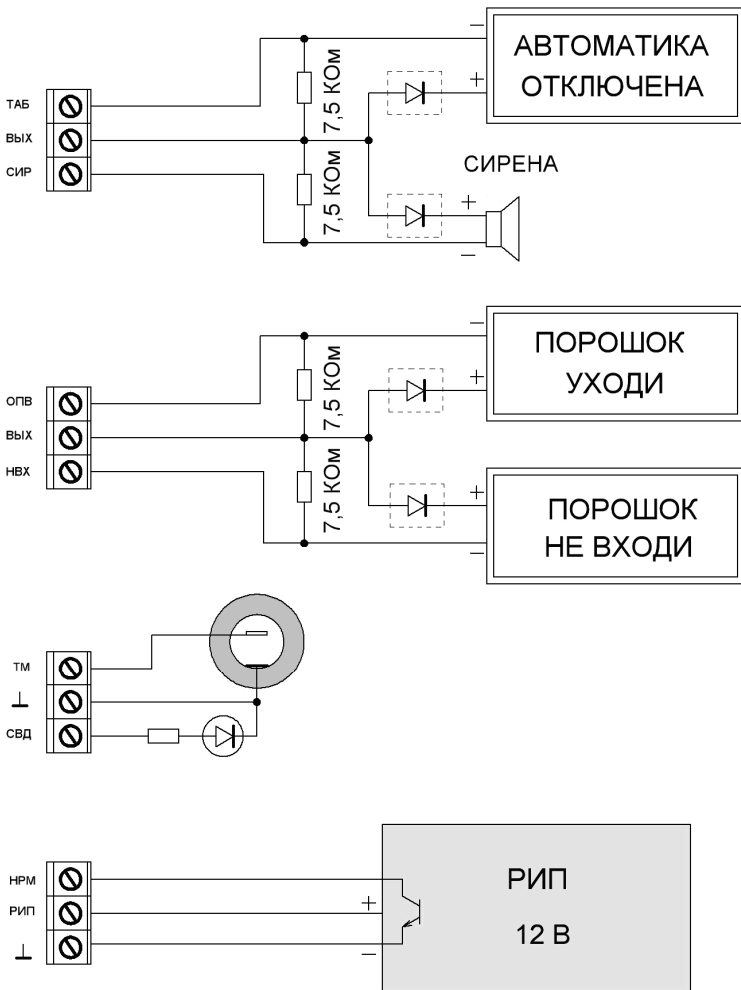 АВТОМАТИКА
ОТКЛЮЧЕНА
−
+
7,5 КОм
7,5 КОм
ТАБ
ВЫХ
СИР
СИРЕНА
+
−
ПОРОШОК
УХОДИ
−
+
7,5 КОм
7,5 КОм
ОПВ
ВЫХ
НВХ
ПОРОШОК
НЕ ВХОДИ
+
−
ТМ
⊥
СВД
НРМ
РИП
⊥
+
−
РИП
12 В